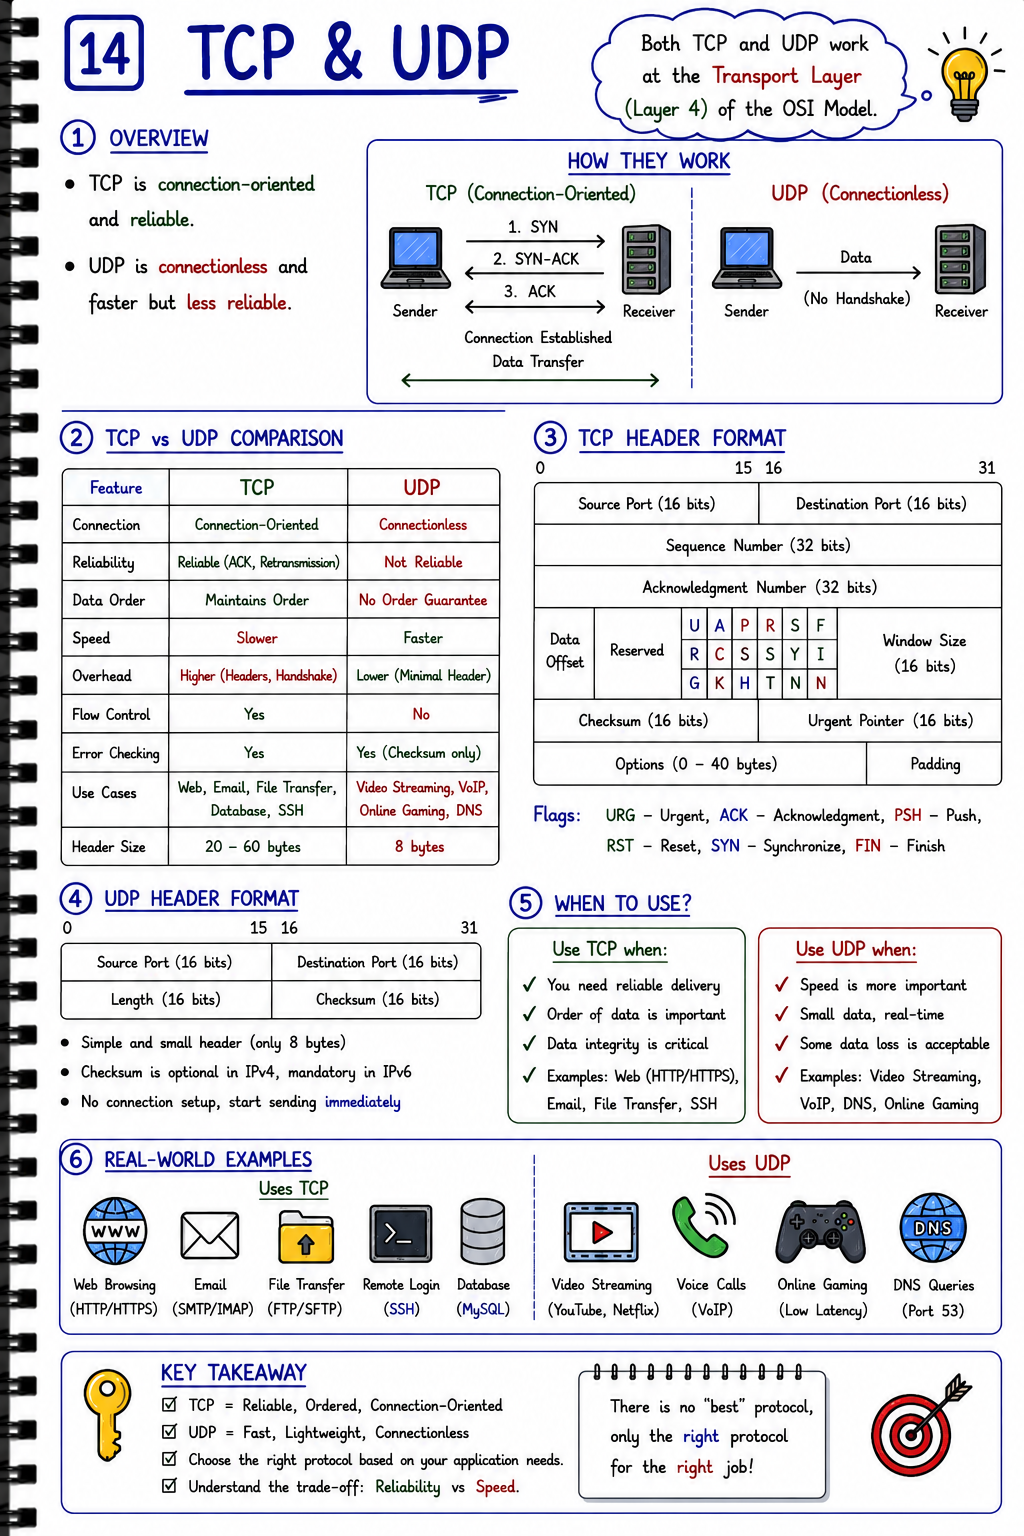 14
TCP & UDP
Both TCP and UDP work
at the Transport Layer
(Layer 4) of the OSI Model.
1 OVERVIEW
• TCP is connection-oriented
and reliable.
• UDP is connectionless and
faster but less reliable.
HOW THEY WORK
TCP (Connection-Oriented)
1. SYN
2. SYN-ACK
3. ACK
Sender
Receiver
Connection Established
Data Transfer
UDP (Connectionless)
Data
(No Handshake)
Sender
Receiver
2 TCP vs UDP COMPARISON
Feature TCP UDP
Connection Connection-Oriented Connectionless
Reliability Reliable (ACK, Retransmission) Not Reliable
Data Order Maintains Order No Order Guarantee
Speed Slower Faster
Overhead Higher (Headers, Handshake) Lower (Minimal Header)
Flow Control Yes No
Error Checking Yes Yes (Checksum only)
Use Cases Web, Email, File Transfer, Video Streaming, VoIP,
Database, SSH Online Gaming, DNS
Header Size 20 – 60 bytes 8 bytes
3 TCP HEADER FORMAT
0 15 16 31
Source Port (16 bits) Destination Port (16 bits)
Sequence Number (32 bits)
Acknowledgment Number (32 bits)
Data
Offset
Reserved
U A P R S F
R C S S Y I
G K H T N N
Window Size
(16 bits)
Checksum (16 bits) Urgent Pointer (16 bits)
Options (0 – 40 bytes) Padding
Flags: URG – Urgent, ACK – Acknowledgment, PSH – Push,
RST – Reset, SYN – Synchronize, FIN – Finish
4 UDP HEADER FORMAT
0 15 16 31
Source Port (16 bits) Destination Port (16 bits)
Length (16 bits) Checksum (16 bits)
• Simple and small header (only 8 bytes)
• Checksum is optional in IPv4, mandatory in IPv6
• No connection setup, start sending immediately
5 WHEN TO USE?
Use TCP when:
✓ You need reliable delivery
✓ Order of data is important
✓ Data integrity is critical
✓ Examples: Web (HTTP/HTTPS),
Email, File Transfer, SSH
Use UDP when:
✓ Speed is more important
✓ Small data, real-time
✓ Some data loss is acceptable
✓ Examples: Video Streaming,
VoIP, DNS, Online Gaming
6 REAL-WORLD EXAMPLES
Uses TCP
WWW
Web Browsing
(HTTP/HTTPS)
Email
(SMTP/IMAP)
File Transfer
(FTP/SFTP)
>_
Remote Login
(SSH)
Database
(MySQL)
Uses UDP
Video Streaming
(YouTube, Netflix)
Voice Calls
(VoIP)
Online Gaming
(Low Latency)
DNS
DNS Queries
(Port 53)
KEY TAKEAWAY
☑ TCP = Reliable, Ordered, Connection-Oriented
☑ UDP = Fast, Lightweight, Connectionless
☑ Choose the right protocol based on your application needs.
☑ Understand the trade-off: Reliability vs Speed.
There is no “best” protocol,
only the right protocol
for the right job!